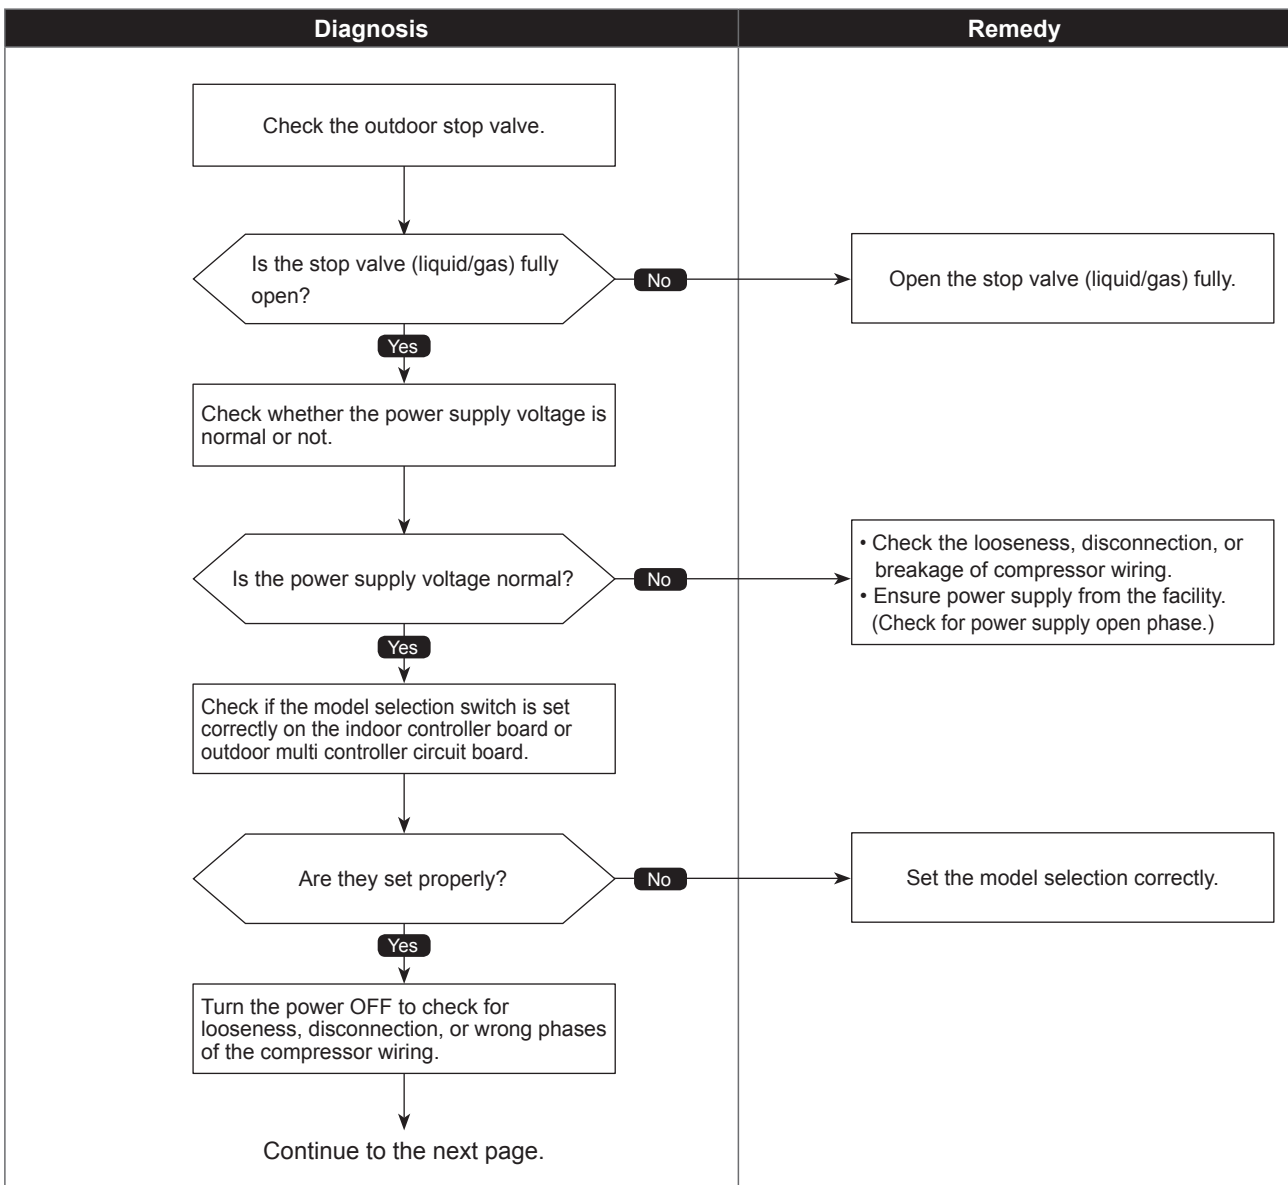 Diagnosis
Remedy
Check the outdoor stop valve.
Is the stop valve (liquid/gas) fully
open?
No
Open the stop valve (liquid/gas) fully.
Yes
Check whether the power supply voltage is
normal or not.
Is the power supply voltage normal?
No
• Check the looseness, disconnection, or
breakage of compressor wiring.
• Ensure power supply from the facility.
(Check for power supply open phase.)
Yes
Check if the model selection switch is set
correctly on the indoor controller board or
outdoor multi controller circuit board.
Are they set properly?
No
Set the model selection correctly.
Yes
Turn the power OFF to check for
looseness, disconnection, or wrong phases
of the compressor wiring.
Continue to the next page.